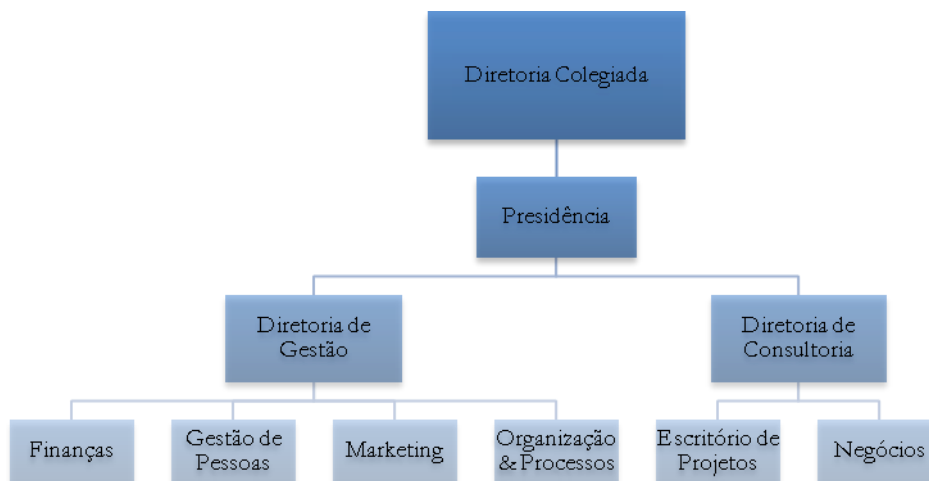 Diretoria Colegiada
Presidência
Diretoria de
Gestão
Diretoria de
Consultoria
Finanças
Gestão de
Pessoas
Marketing
Organização
& Processos
Escritório de
Projetos
Negócios